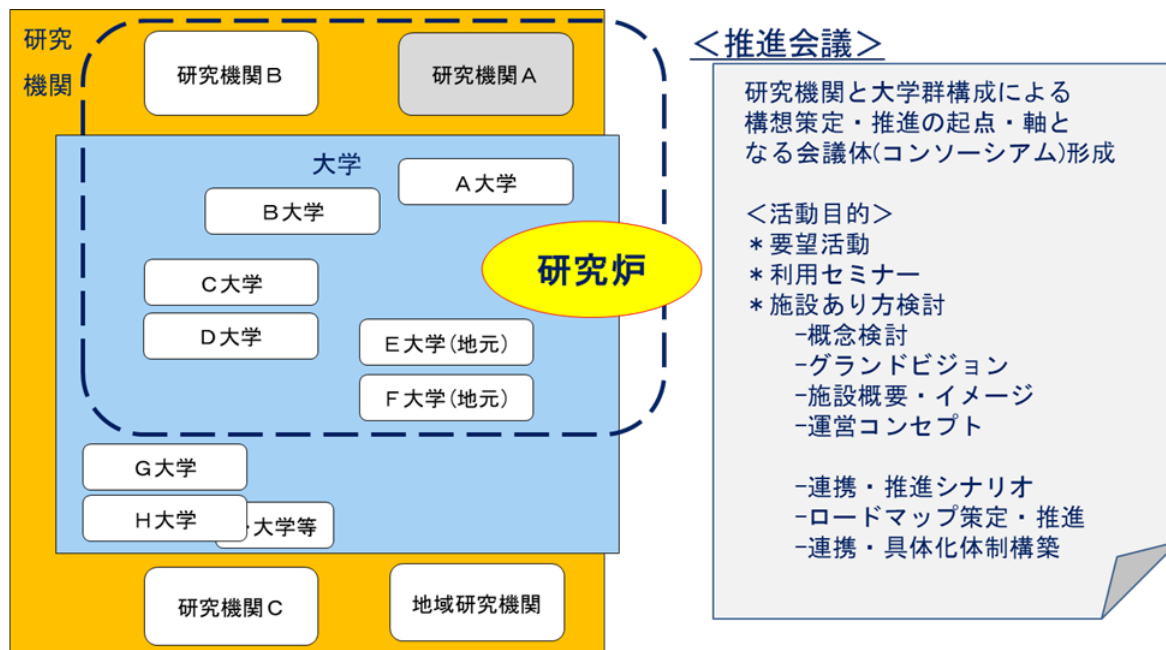 研究
機関
研究機関Ｂ
研究機関Ａ
大学
Ａ大学
Ｂ大学
研究炉
Ｃ大学
Ｄ大学
Ｅ大学(地元)
Ｆ大学(地元)
Ｇ大学
Ｈ大学
大学等
研究機関Ｃ
地域研究機関
＜推進会議＞
研究機関と大学群構成による
構想策定・推進の起点・軸と
なる会議体(コンソーシアム)形成
＜活動目的＞
＊要望活動
＊利用セミナー
＊施設あり方検討
−概念検討
−グランドビジョン
−施設概要・イメージ
−運営コンセプト
−連携・推進シナリオ
−ロードマップ策定・推進
−連携・具体化体制構築